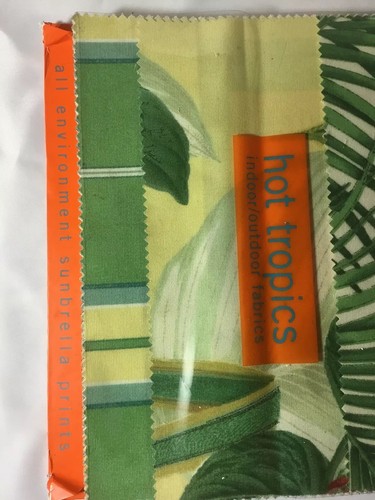 all environment sunbrella prints
hot tropics
indoor/outdoor fabrics